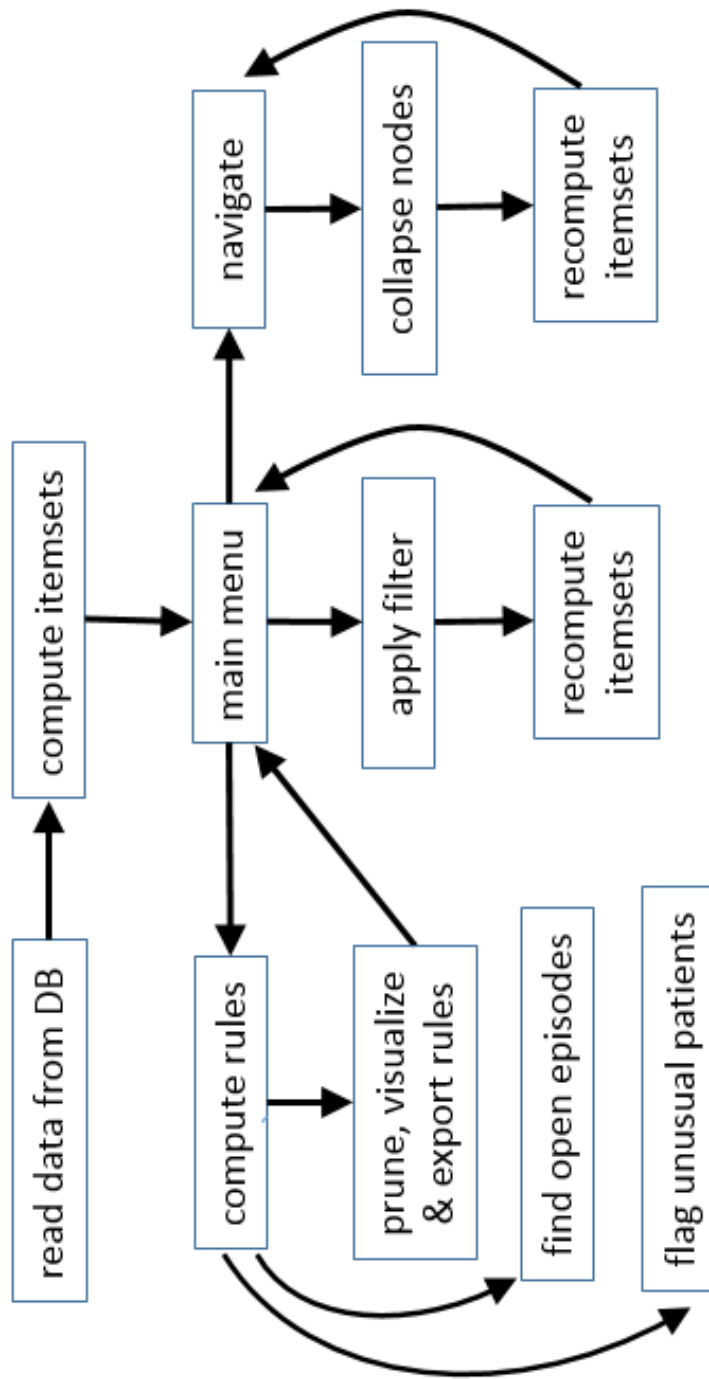 read data from DB
compute itemsets
compute rules
main menu
navigate
prune, visualize
& export rules
apply filter
collapse nodes
find open episodes
recompute
itemsets
recompute
itemsets
flag unusual patients